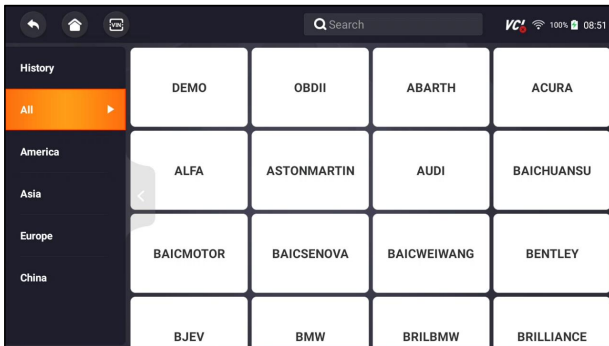 VIN
Search
VCI 100% 08:51
History
All
America
Asia
Europe
China
DEMO OBDII ABARTH ACURA
ALFA ASTONMARTIN AUDI BAICHUANSU
BAICMOTOR BAICSENOVA BAICWEIWANG BENTLEY
BJEV BMW BRILBMW BRILLIANCE